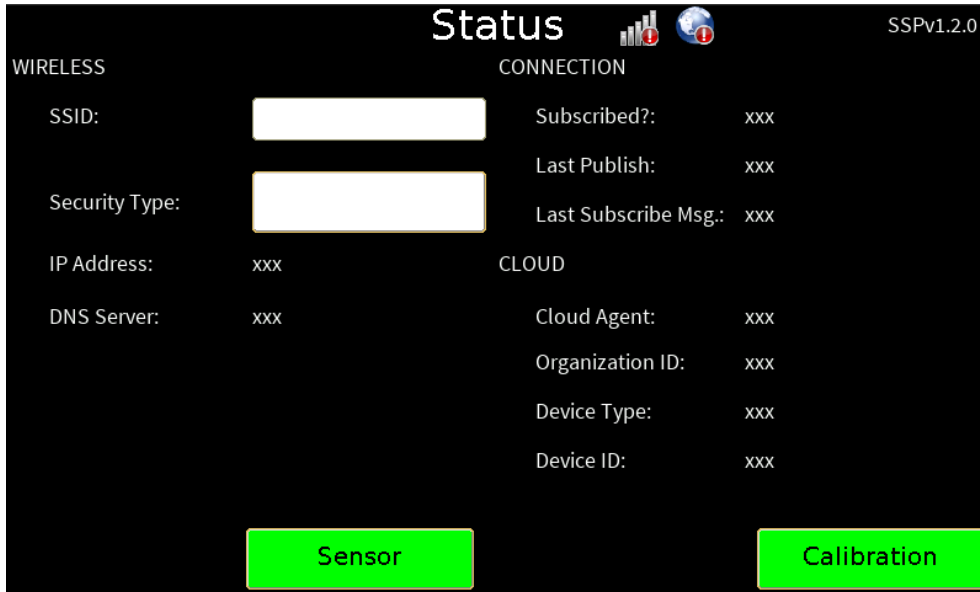 Status
SSPv1.2.0
WIRELESS
SSID:
Security Type:
IP Address: xxx
DNS Server: xxx
CONNECTION
Subscribed?: xxx
Last Publish: xxx
Last Subscribe Msg.: xxx
CLOUD
Cloud Agent: xxx
Organization ID: xxx
Device Type: xxx
Device ID: xxx
Sensor
Calibration